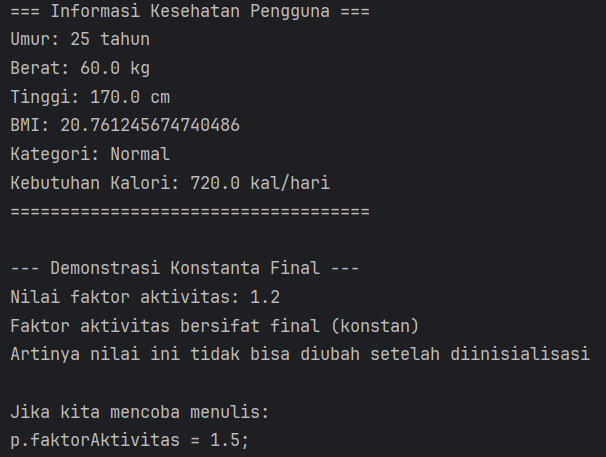 === Informasi Kesehatan Pengguna ===
Umur: 25 tahun
Berat: 60.0 kg
Tinggi: 170.0 cm
BMI: 20.761245674740486
Kategori: Normal
Kebutuhan Kalori: 720.0 kal/hari
====================================
--- Demonstrasi Konstanta Final ---
Nilai faktor aktivitas: 1.2
Faktor aktivitas bersifat final (konstan)
Artinya nilai ini tidak bisa diubah setelah diinisialisasi
Jika kita mencoba menulis:
p.faktorAktivitas = 1.5;